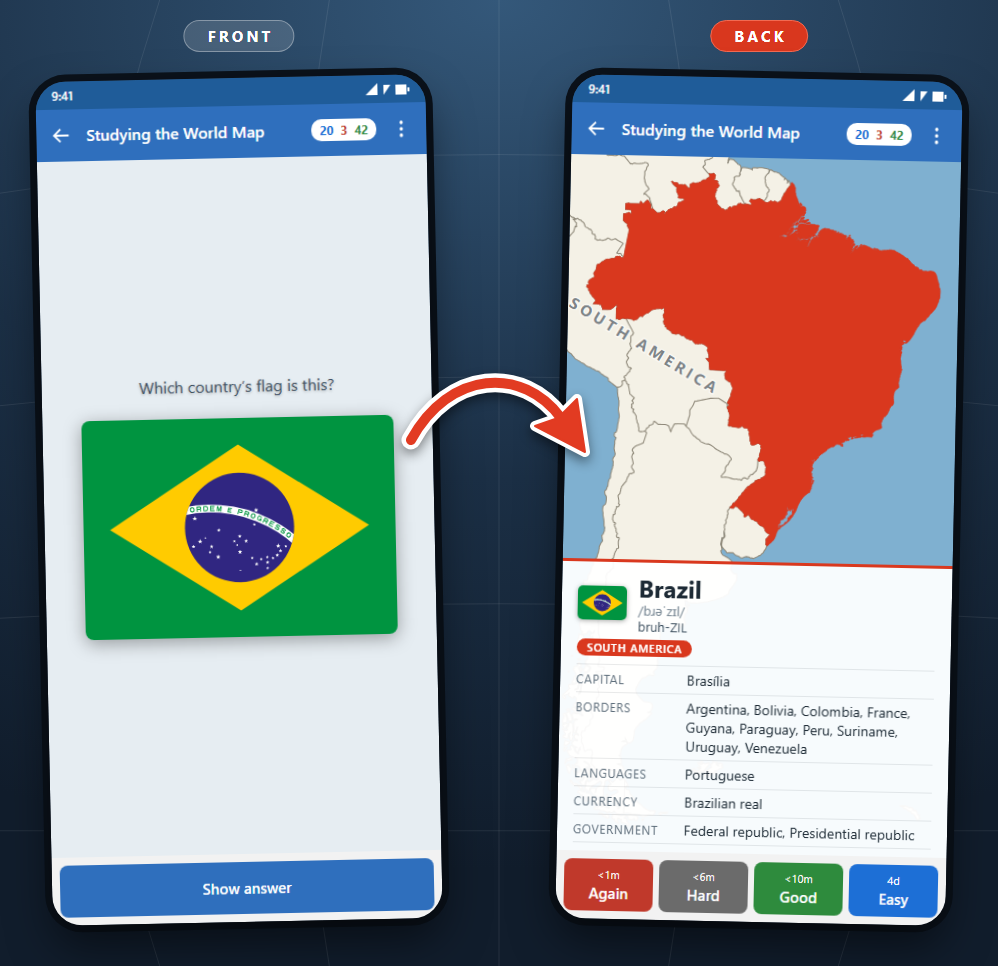 FRONT
9:41
Studying the World Map
20 3 42
Which country's flag is this?
ORDEM E PROGRESSO
Show answer
BACK
9:41
Studying the World Map
20 3 42
SOUTH AMERICA
Brazil
/bɹəˈzɪl/
bruh-ZIL
SOUTH AMERICA
CAPITAL Brasília
BORDERS Argentina, Bolivia, Colombia, France,
Guyana, Paraguay, Peru, Suriname,
Uruguay, Venezuela
LANGUAGES Portuguese
CURRENCY Brazilian real
GOVERNMENT Federal republic, Presidential republic
<1m
Again
<6m
Hard
<10m
Good
4d
Easy